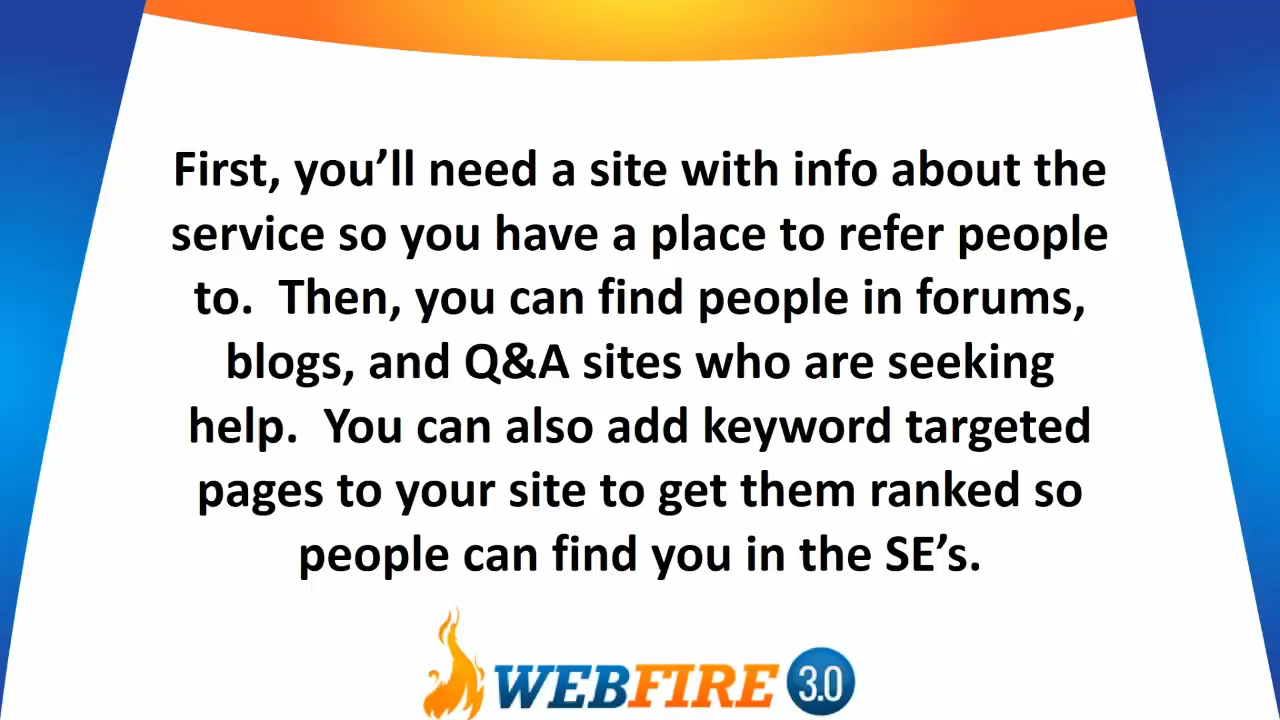 First, you’ll need a site with info about the
service so you have a place to refer people
to.  Then, you can find people in forums,
blogs, and Q&A sites who are seeking
help.  You can also add keyword targeted
pages to your site to get them ranked so
people can find you in the SE’s.
WEBFIRE 3.0